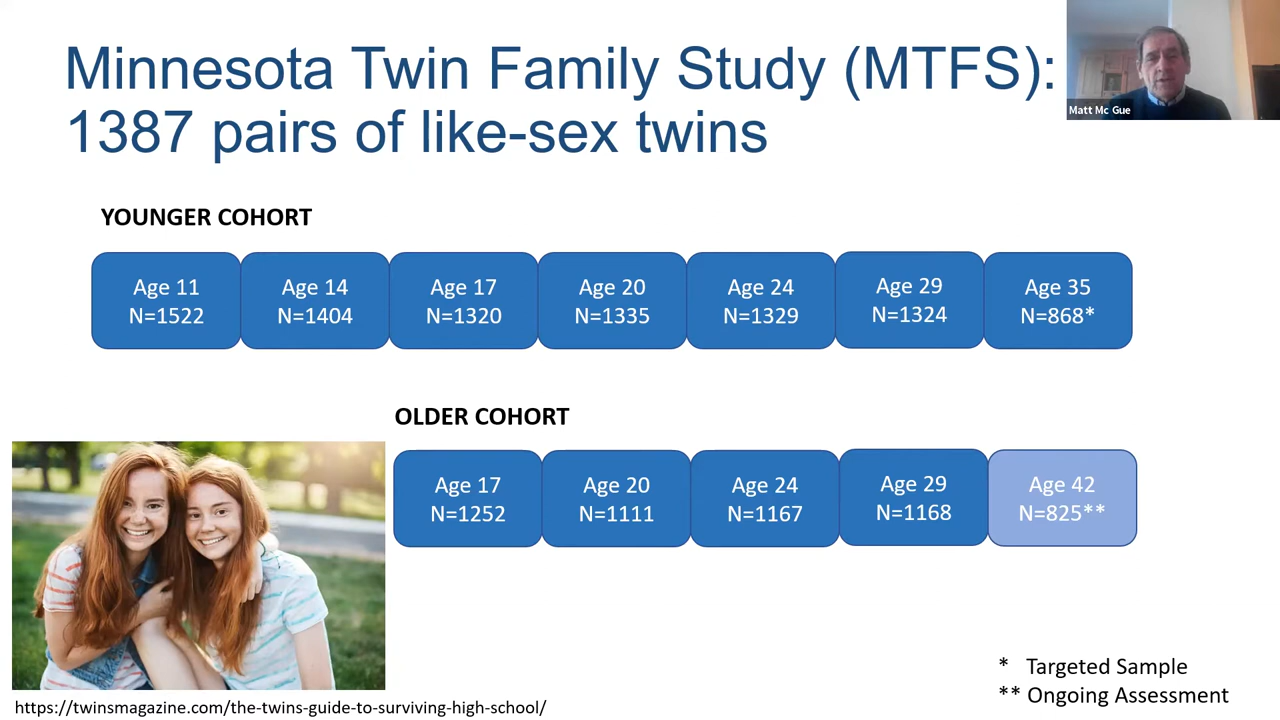 Minnesota Twin Family Study (MTFS):
1387 pairs of like-sex twins
Matt Mc Gue
YOUNGER COHORT
Age 11
N=1522
Age 14
N=1404
Age 17
N=1320
Age 20
N=1335
Age 24
N=1329
Age 29
N=1324
Age 35
N=868*
OLDER COHORT
Age 17
N=1252
Age 20
N=1111
Age 24
N=1167
Age 29
N=1168
Age 42
N=825**
* Targeted Sample
** Ongoing Assessment
https://twinsmagazine.com/the-twins-guide-to-surviving-high-school/